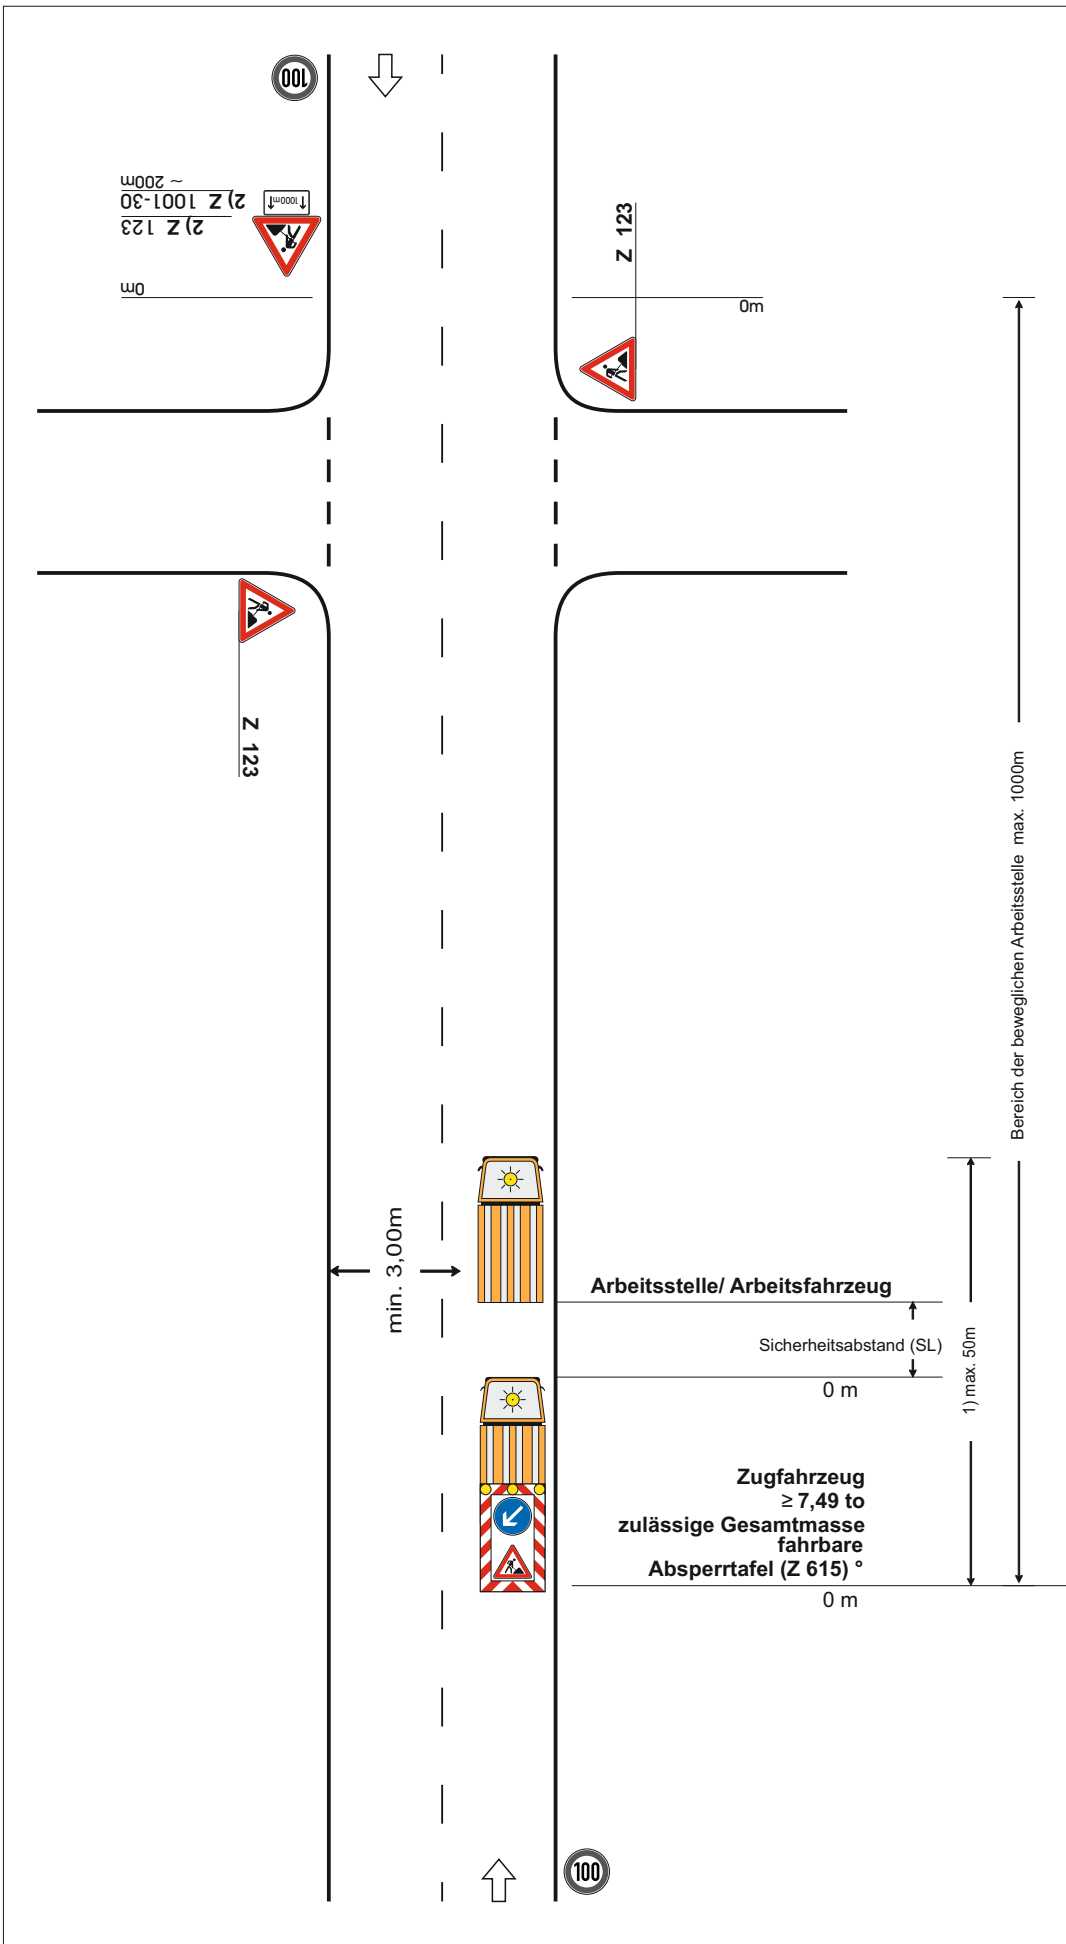 100
~ 200m
2) Z 1001-30
1000m
2) Z 123
0m
Z 123
0m
Z 123
Bereich der beweglichen Arbeitsstelle max. 1000m
min. 3,00m
Arbeitsstelle/ Arbeitsfahrzeug
Sicherheitsabstand (SL)
0 m
1) max. 50m
Zugfahrzeug
≥ 7,49 to
zulässige Gesamtmasse
fahrbare
Absperrtafel (Z 615) °
0 m
100